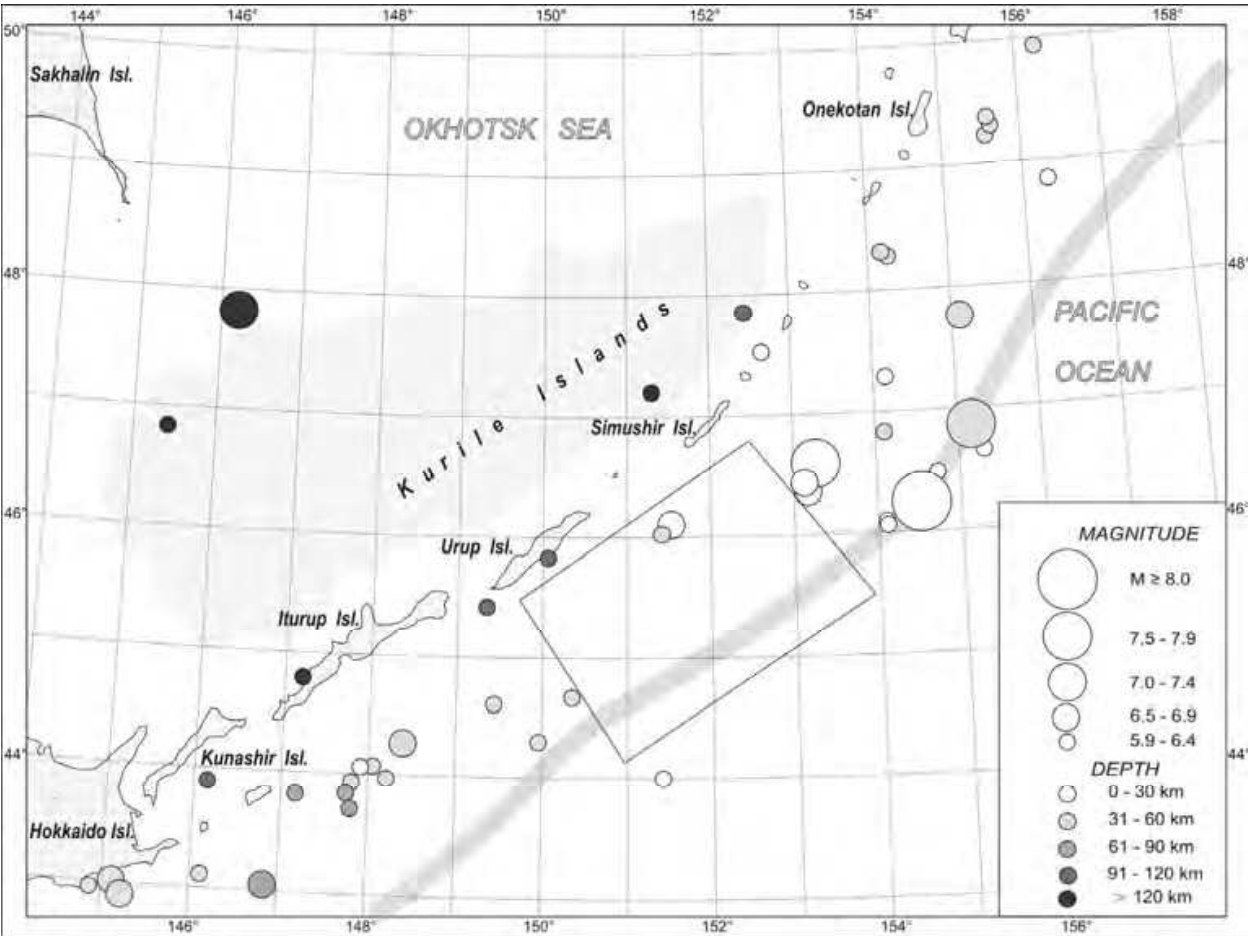 144° 146° 148° 150° 152° 154° 156° 158°
50°
Sakhalin Isl.
OKHOTSK SEA
Onekotan Isl.
48° 48°
PACIFIC
OCEAN
Kurile Islands
Simushir Isl.
46° 46°
Urup Isl.
Iturup Isl.
44° 44°
Kunashir Isl.
Hokkaido Isl.
MAGNITUDE
M ≥ 8.0
7.5 - 7.9
7.0 - 7.4
6.5 - 6.9
5.9 - 6.4
DEPTH
0 - 30 km
31 - 60 km
61 - 90 km
91 - 120 km
> 120 km
146° 148° 150° 152° 154° 156°